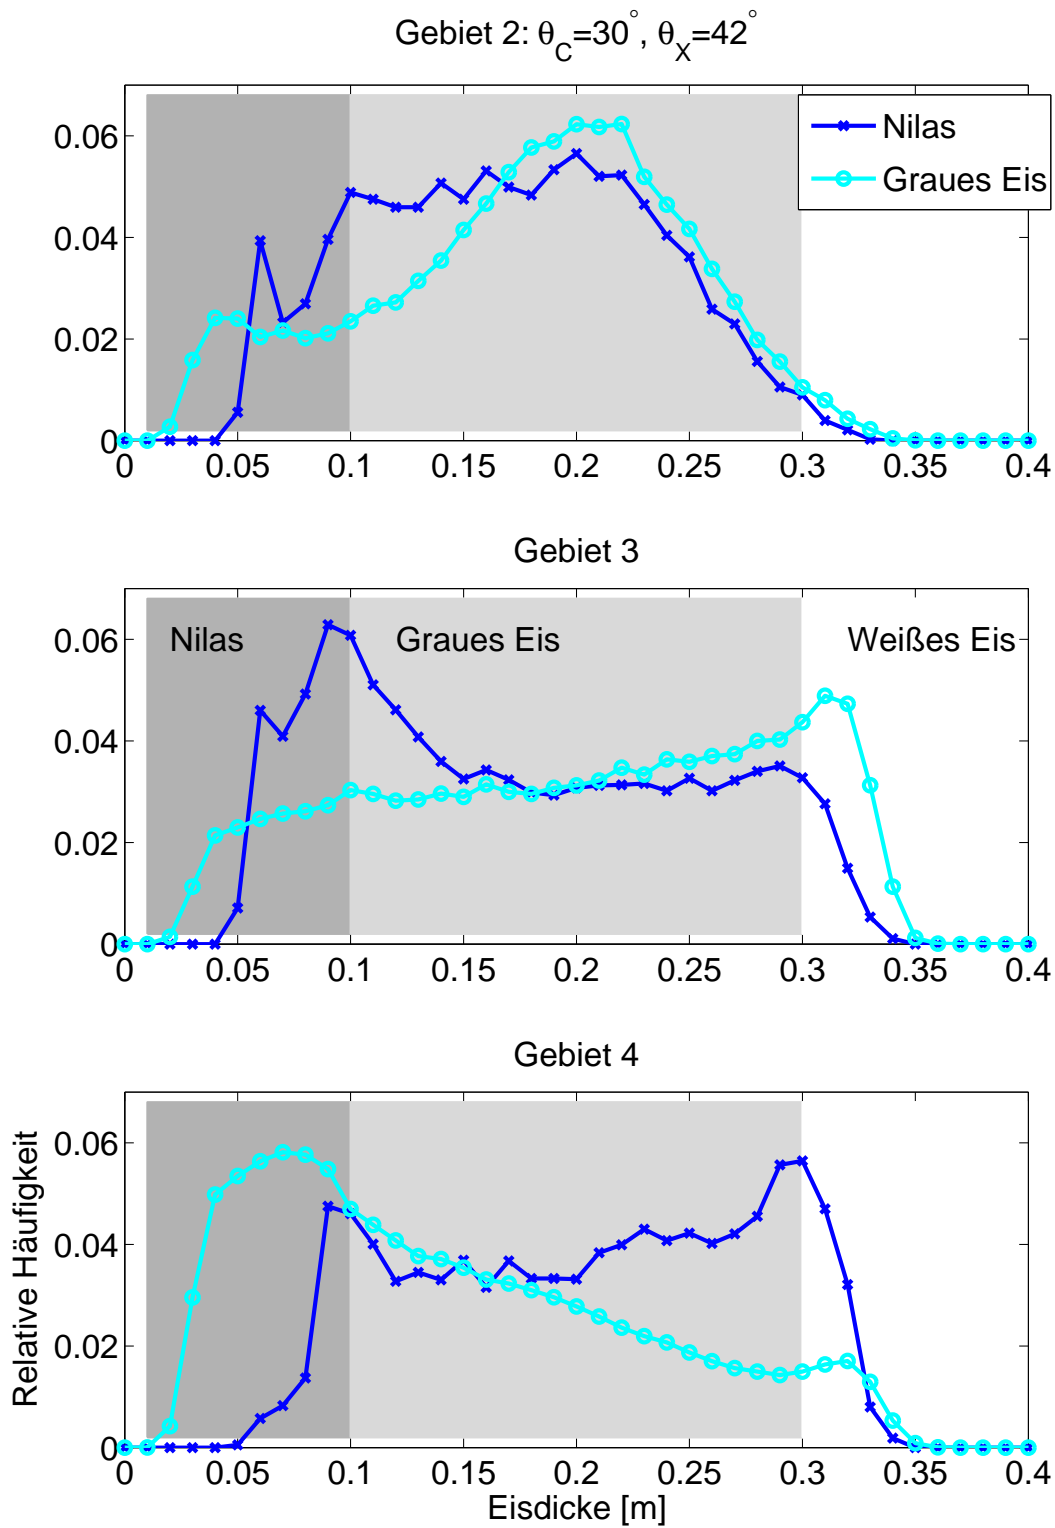 Gebiet 2: θ_C=30°, θ_X=42°
Nilas
Graues Eis
0.06
0.04
0.02
0
0 0.05 0.1 0.15 0.2 0.25 0.3 0.35 0.4
Gebiet 3
Nilas Graues Eis Weißes Eis
0.06
0.04
0.02
0
0 0.05 0.1 0.15 0.2 0.25 0.3 0.35 0.4
Gebiet 4
Relative Häufigkeit
0.06
0.04
0.02
0
0 0.05 0.1 0.15 0.2 0.25 0.3 0.35 0.4
Eisdicke [m]